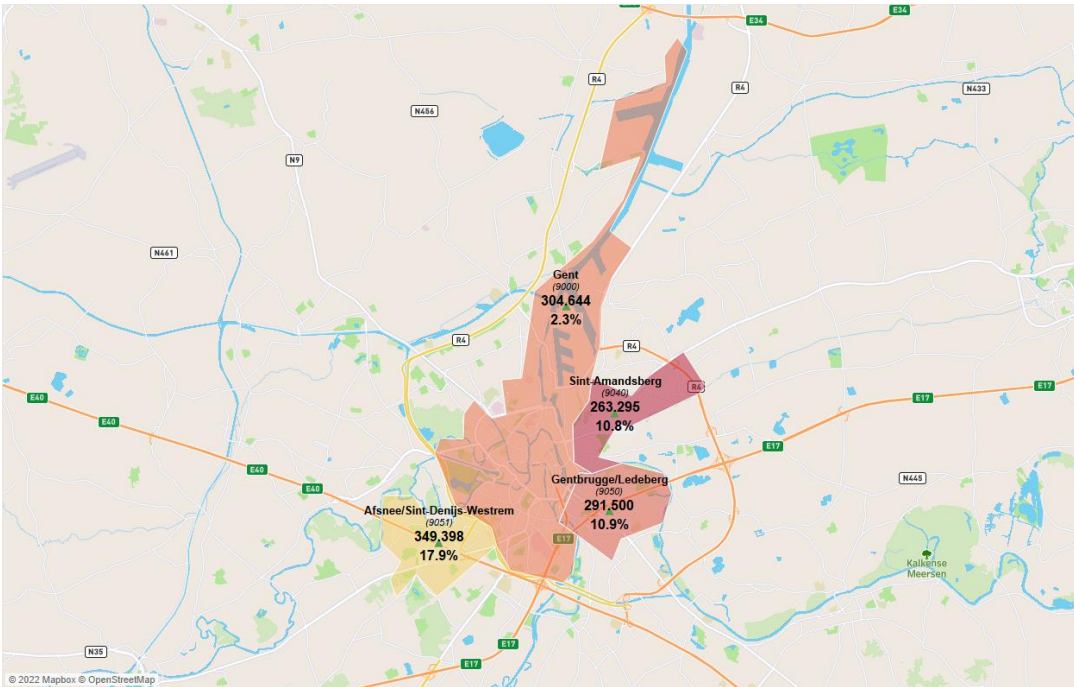 E34
E34
R4
R4
N433
N456
N9
N461
Gent
(9000)
304,644
2.3%
R4
R4
Sint-Amandsberg
(9040)
263,295
10.8%
R4
E17
E40
E40
E17
E40
Gentbrugge/Ledeberg
(9050)
291,500
10.9%
N445
Afsnee/Sint-Denijs-Westrem
(9051)
349,398
17.9%
E17
Kalkense
Meersen
E17
N35
E17
© 2022 Mapbox © OpenStreetMap